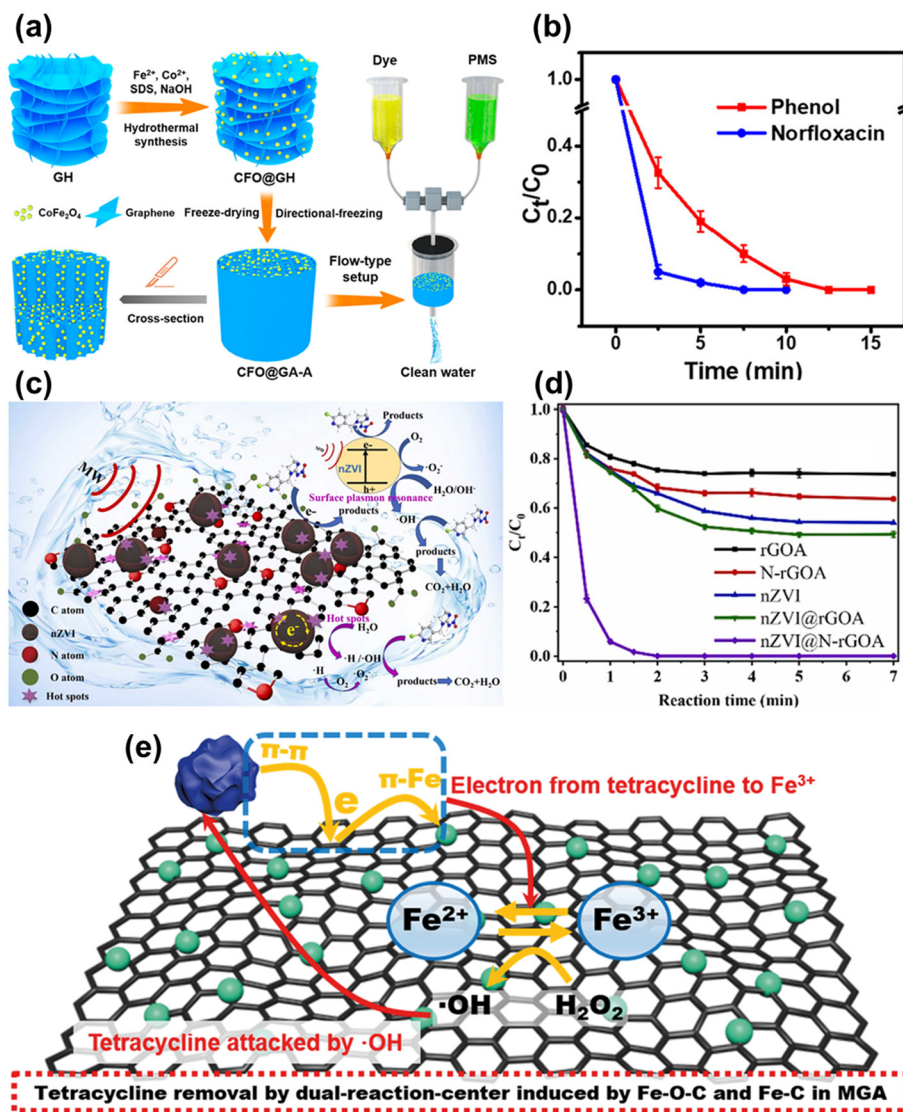 (a)
Fe²⁺, Co²⁺,
SDS, NaOH
Hydrothermal
synthesis
GH
CFO@GH
Dye
PMS
CoFe₂O₄
Graphene
Freeze-drying
Directional-freezing
Flow-type
setup
Cross-section
CFO@GA-A
Clean water
(b)
Cₜ/C₀
1.0
0.4
0.2
0.0
Phenol
Norfloxacin
0
5
10
15
Time (min)
(c)
MW
Products
e-
O₂
nZVI
·O₂⁻
h+
H₂O/OH⁻
Surface plasmon resonance
e-
products
·OH
products
CO₂+H₂O
Hot spots
e-
H₂O
·H /·OH
·H
O₂
·O₂⁻
products
CO₂+H₂O
C atom
nZVI
N atom
O atom
Hot spots
(d)
Cₜ/C₀
1.0
0.8
0.6
0.4
0.2
0.0
rGOA
N-rGOA
nZVI
nZVI@rGOA
nZVI@N-rGOA
0
1
2
3
4
5
6
7
Reaction time (min)
(e)
π-π
e
π-Fe
Electron from tetracycline to Fe³⁺
Fe²⁺
Fe³⁺
·OH
H₂O₂
Tetracycline attacked by ·OH
Tetracycline removal by dual-reaction-center induced by Fe-O-C and Fe-C in MGA